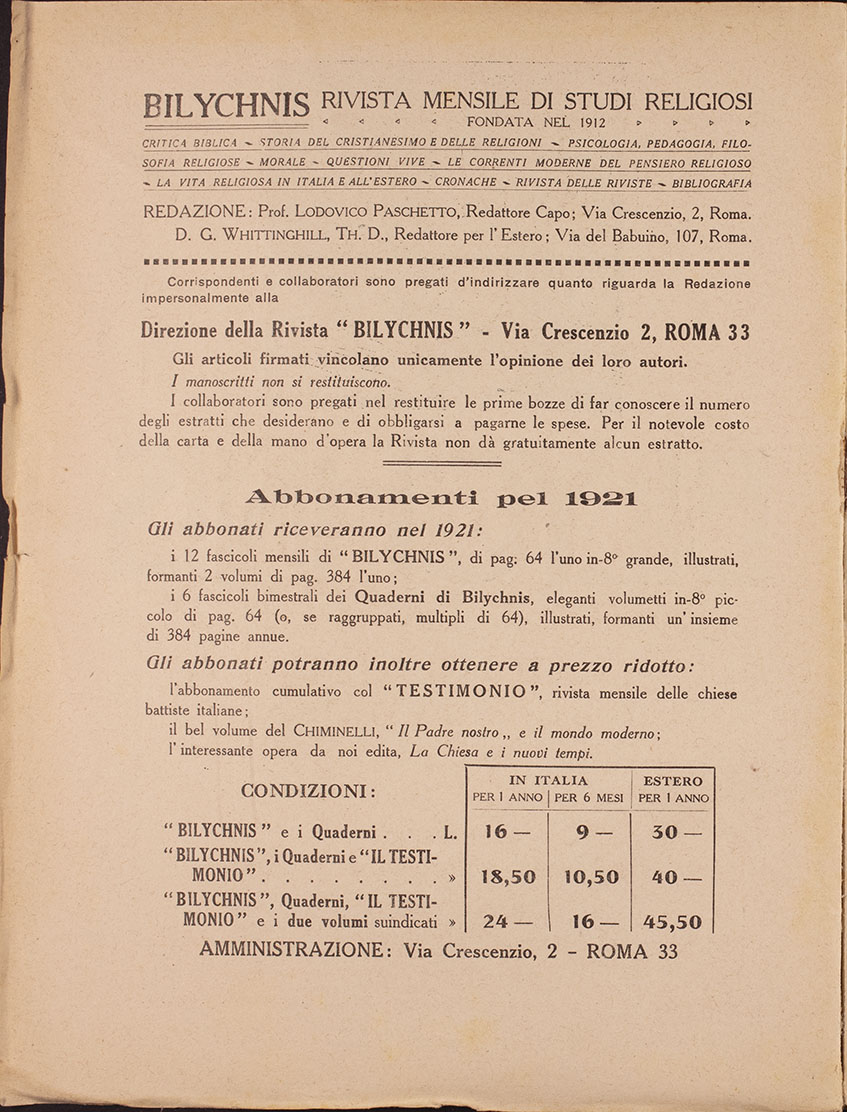 BILYCHNIS RIVISTA MENSILE DI STUDI RELIGIOSI
FONDATA NEL 1912
CRITICA BIBLICA ~ STORIA DEL CRISTIANESIMO E DELLE RELIGIONI ~ PSICOLOGIA, PEDAGOGIA, FILO-
SOFIA RELIGIOSE ~ MORALE ~ QUESTIONI VIVE ~ LE CORRENTI MODERNE DEL PENSIERO RELIGIOSO
~ LA VITA RELIGIOSA IN ITALIA E ALL'ESTERO ~ CRONACHE ~ RIVISTA DELLE RIVISTE ~ BIBLIOGRAFIA
REDAZIONE: Prof. LODOVICO PASCHETTO, Redattore Capo; Via Crescenzio, 2, Roma.
D. G. WHITTINGHILL, TH. D., Redattore per l'Estero; Via del Babuino, 107, Roma.
Corrispondenti e collaboratori sono pregati d'indirizzare quanto riguarda la Redazione
impersonalmente alla
Direzione della Rivista “ BILYCHNIS ” - Via Crescenzio 2, ROMA 33
Gli articoli firmati vincolano unicamente l'opinione dei loro autori.
I manoscritti non si restituiscono.
I collaboratori sono pregati nel restituire le prime bozze di far conoscere il numero
degli estratti che desiderano e di obbligarsi a pagarne le spese. Per il notevole costo
della carta e della mano d'opera la Rivista non dà gratuitamente alcun estratto.
Abbonamenti pel 1921
Gli abbonati riceveranno nel 1921:
i 12 fascicoli mensili di “ BILYCHNIS ”, di pag: 64 l'uno in-8° grande, illustrati,
formanti 2 volumi di pag. 384 l'uno;
i 6 fascicoli bimestrali dei Quaderni di Bilychnis, eleganti volumetti in-8° pic-
colo di pag. 64 (o, se raggruppati, multipli di 64), illustrati, formanti un' insieme
di 384 pagine annue.
Gli abbonati potranno inoltre ottenere a prezzo ridotto:
l'abbonamento cumulativo col “ TESTIMONIO ”, rivista mensile delle chiese
battiste italiane;
il bel volume del CHIMINELLI, “ Il Padre nostro „ e il mondo moderno;
l' interessante opera da noi edita, La Chiesa e i nuovi tempi.
CONDIZIONI:
IN ITALIA | ESTERO
PER 1 ANNO | PER 6 MESI | PER 1 ANNO
“ BILYCHNIS ” e i Quaderni . . . L. 16 — 9 — 30 —
“ BILYCHNIS ”, i Quaderni e “ IL TESTI-
MONIO ” . . . . . . . . » 18,50 10,50 40 —
“ BILYCHNIS ”, Quaderni, “ IL TESTI-
MONIO ” e i due volumi suindicati » 24 — 16 — 45,50
AMMINISTRAZIONE: Via Crescenzio, 2 - ROMA 33